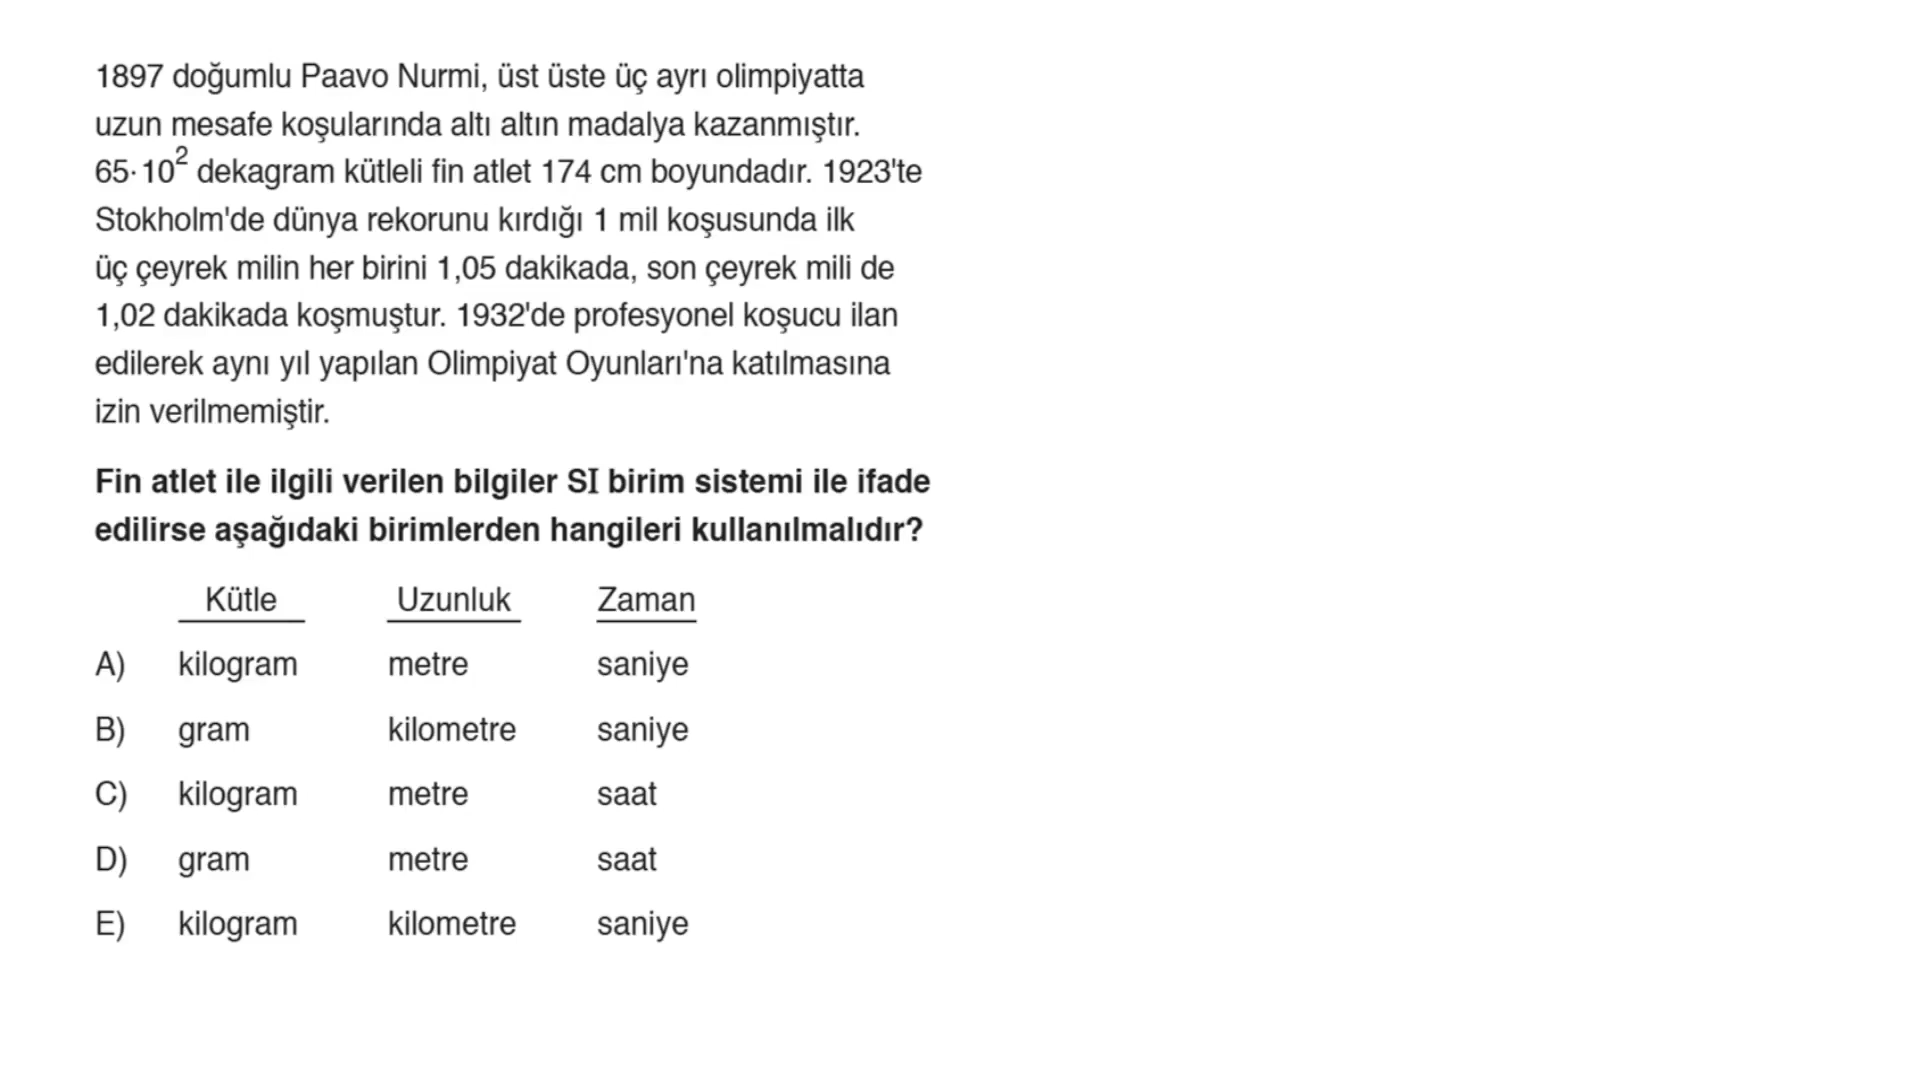 1897 doğumlu Paavo Nurmi, üst üste üç ayrı olimpiyatta
uzun mesafe koşularında altı altın madalya kazanmıştır.
65·10² dekagram kütleli fin atlet 174 cm boyundadır. 1923'te
Stokholm'de dünya rekorunu kırdığı 1 mil koşusunda ilk
üç çeyrek milin her birini 1,05 dakikada, son çeyrek mili de
1,02 dakikada koşmuştur. 1932'de profesyonel koşucu ilan
edilerek aynı yıl yapılan Olimpiyat Oyunları'na katılmasına
izin verilmemiştir.
Fin atlet ile ilgili verilen bilgiler SI birim sistemi ile ifade
edilirse aşağıdaki birimlerden hangileri kullanılmalıdır?
Kütle Uzunluk Zaman
A) kilogram metre saniye
B) gram kilometre saniye
C) kilogram metre saat
D) gram metre saat
E) kilogram kilometre saniye